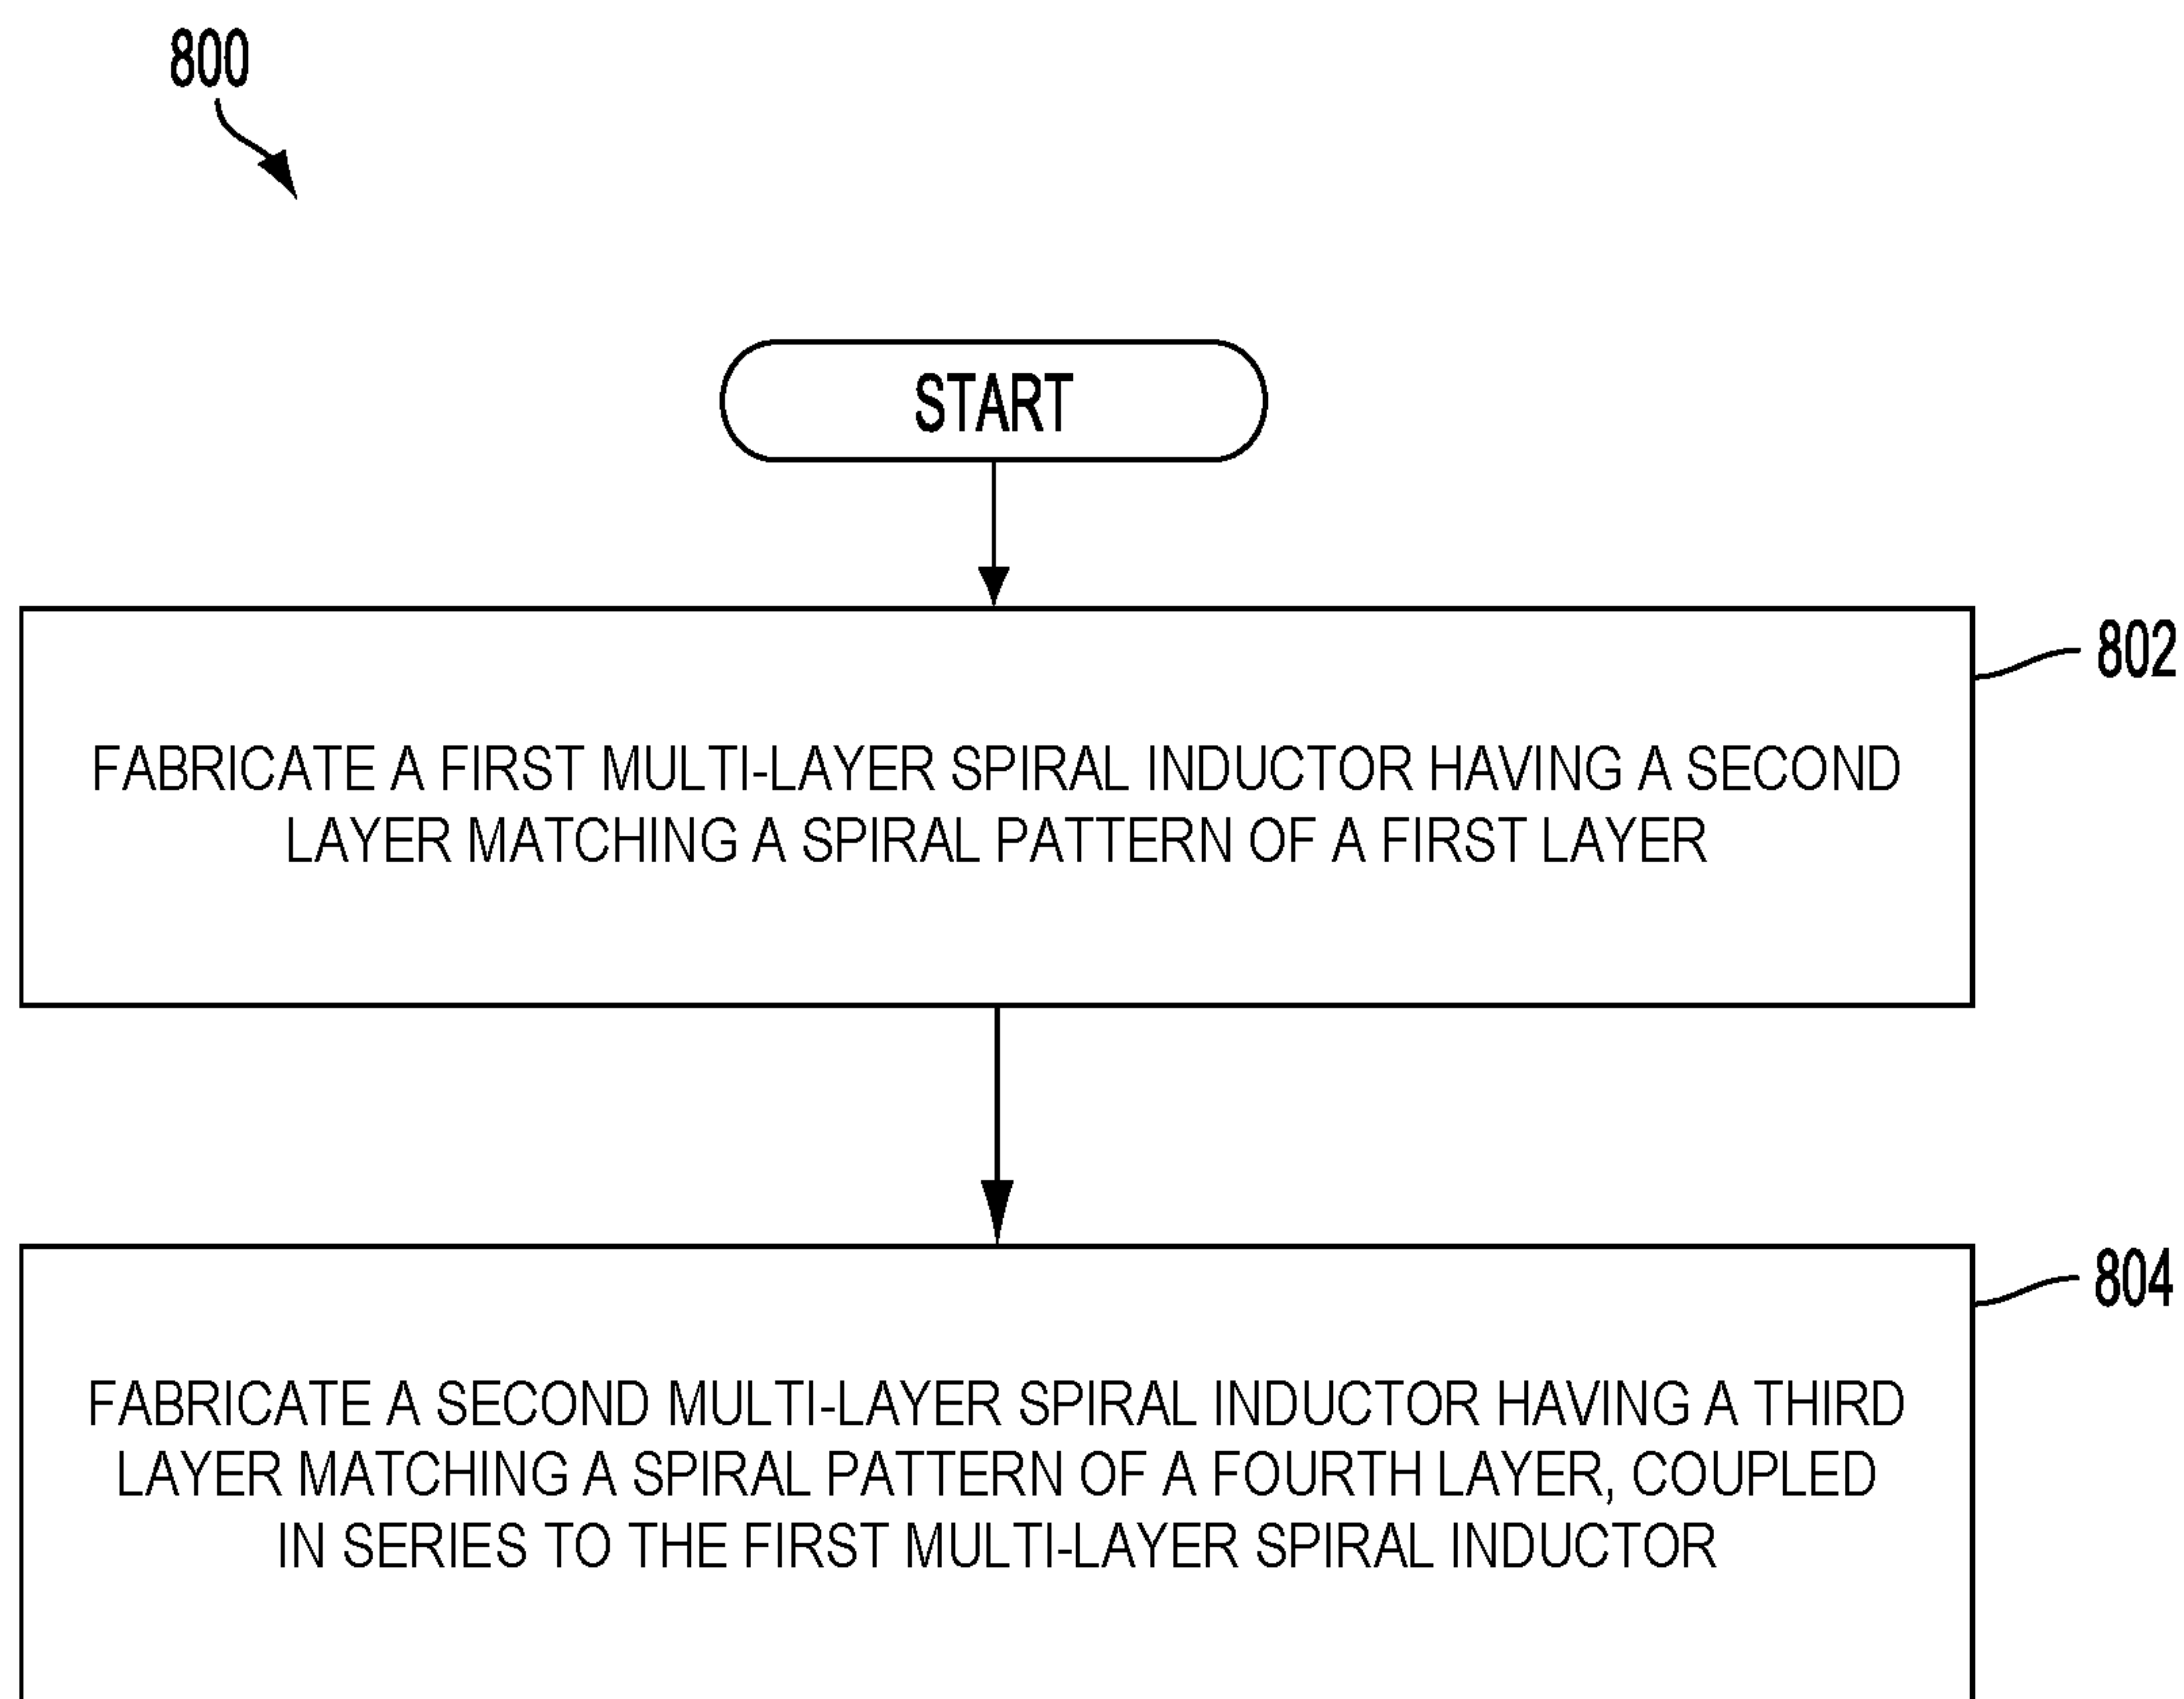 800
START
802
FABRICATE A FIRST MULTI-LAYER SPIRAL INDUCTOR HAVING A SECOND
LAYER MATCHING A SPIRAL PATTERN OF A FIRST LAYER
804
FABRICATE A SECOND MULTI-LAYER SPIRAL INDUCTOR HAVING A THIRD
LAYER MATCHING A SPIRAL PATTERN OF A FOURTH LAYER, COUPLED
IN SERIES TO THE FIRST MULTI-LAYER SPIRAL INDUCTOR